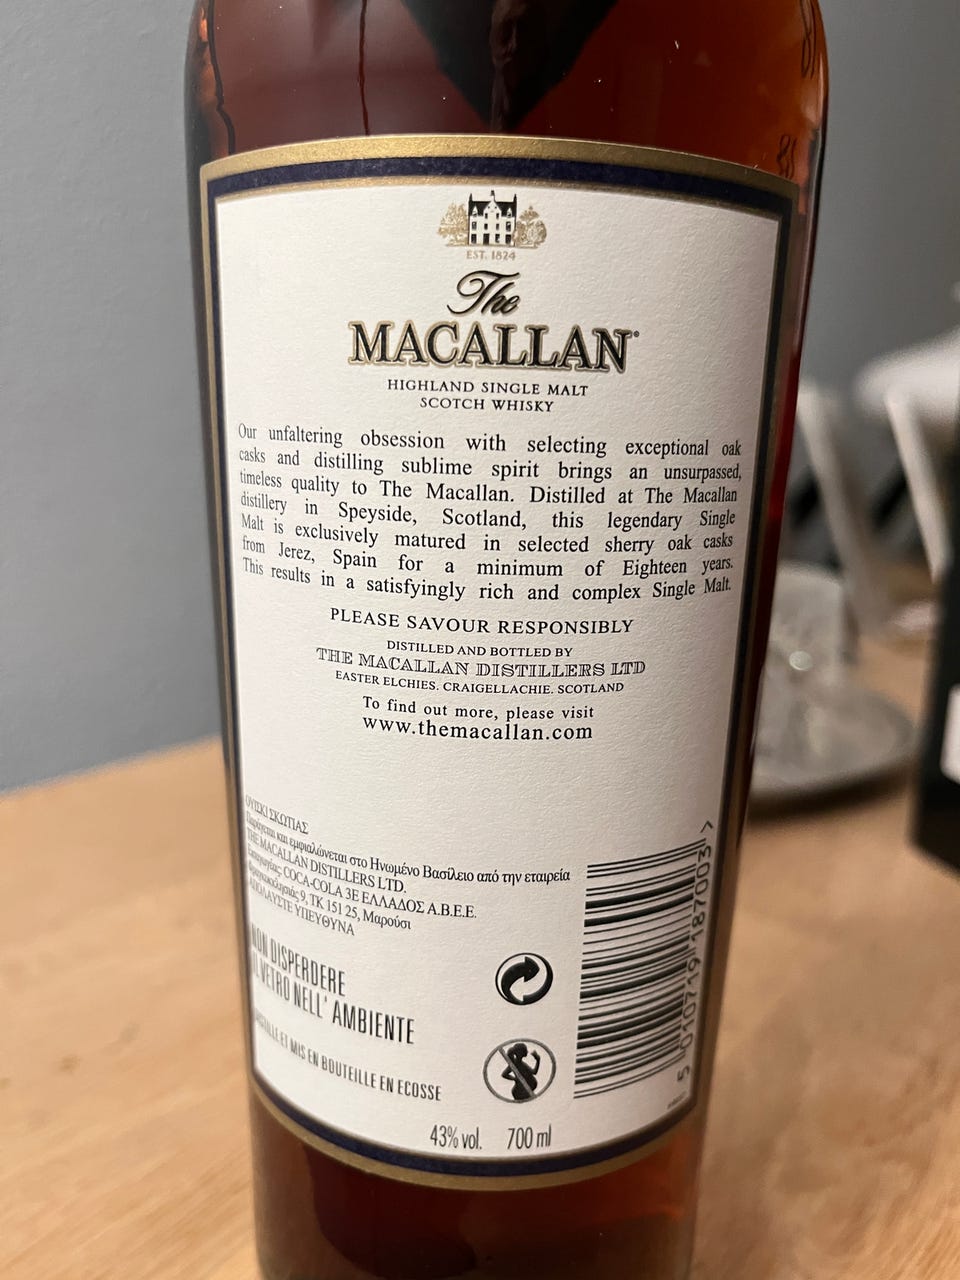 EST. 1824
The
MACALLAN
HIGHLAND SINGLE MALT
SCOTCH WHISKY
Our unfaltering obsession with selecting exceptional oak
casks and distilling sublime spirit brings an unsurpassed,
timeless quality to The Macallan. Distilled at The Macallan
distillery in Speyside, Scotland, this legendary Single
Malt is exclusively matured in selected sherry oak casks
from Jerez, Spain for a minimum of Eighteen years.
This results in a satisfyingly rich and complex Single Malt.
PLEASE SAVOUR RESPONSIBLY
DISTILLED AND BOTTLED BY
THE MACALLAN DISTILLERS LTD
EASTER ELCHIES, CRAIGELLACHIE, SCOTLAND
To find out more, please visit
www.themacallan.com
ΟΥΙΣΚΙ ΣΚΩΤΙΑΣ
Παράγεται και εμφιαλώνεται στο Ηνωμένο Βασίλειο από την εταιρεία
THE MACALLAN DISTILLERS LTD.
Εισαγωγέας: COCA-COLA 3E ΕΛΛΑΔΟΣ Α.Β.Ε.Ε.
9, ΤΚ 151 25, Μαρούσι
ΑΠΟΛΑΥΣΤΕ ΥΠΕΥΘΥΝΑ
NON DISPERDERE
IL VETRO NELL' AMBIENTE
ET MIS EN BOUTEILLE EN ECOSSE
43% vol. 700 ml
5 010719 187003 >